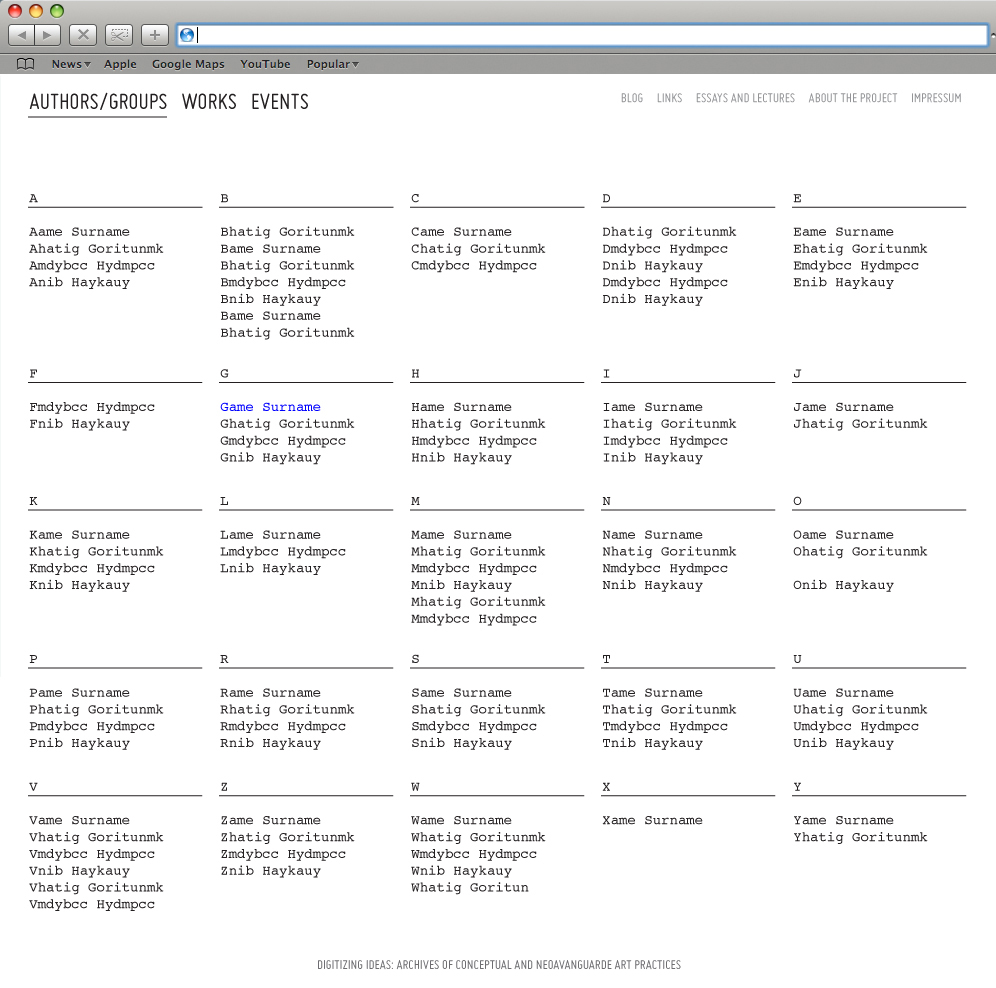 News Apple Google Maps YouTube Popular
AUTHORS/GROUPS WORKS EVENTS
BLOG LINKS ESSAYS AND LECTURES ABOUT THE PROJECT IMPRESSUM
A
Aame Surname
Ahatig Goritunmk
Amdybcc Hydmpcc
Anib Haykauy
B
Bhatig Goritunmk
Bame Surname
Bhatig Goritunmk
Bmdybcc Hydmpcc
Bnib Haykauy
Bame Surname
Bhatig Goritunmk
C
Came Surname
Chatig Goritunmk
Cmdybcc Hydmpcc
D
Dhatig Goritunmk
Dmdybcc Hydmpcc
Dnib Haykauy
Dmdybcc Hydmpcc
Dnib Haykauy
E
Eame Surname
Ehatig Goritunmk
Emdybcc Hydmpcc
Enib Haykauy
F
Fmdybcc Hydmpcc
Fnib Haykauy
G
Game Surname
Ghatig Goritunmk
Gmdybcc Hydmpcc
Gnib Haykauy
H
Hame Surname
Hhatig Goritunmk
Hmdybcc Hydmpcc
Hnib Haykauy
I
Iame Surname
Ihatig Goritunmk
Imdybcc Hydmpcc
Inib Haykauy
J
Jame Surname
Jhatig Goritunmk
K
Kame Surname
Khatig Goritunmk
Kmdybcc Hydmpcc
Knib Haykauy
L
Lame Surname
Lmdybcc Hydmpcc
Lnib Haykauy
M
Mame Surname
Mhatig Goritunmk
Mmdybcc Hydmpcc
Mnib Haykauy
Mhatig Goritunmk
Mmdybcc Hydmpcc
N
Name Surname
Nhatig Goritunmk
Nmdybcc Hydmpcc
Nnib Haykauy
O
Oame Surname
Ohatig Goritunmk
Onib Haykauy
P
Pame Surname
Phatig Goritunmk
Pmdybcc Hydmpcc
Pnib Haykauy
R
Rame Surname
Rhatig Goritunmk
Rmdybcc Hydmpcc
Rnib Haykauy
S
Same Surname
Shatig Goritunmk
Smdybcc Hydmpcc
Snib Haykauy
T
Tame Surname
Thatig Goritunmk
Tmdybcc Hydmpcc
Tnib Haykauy
U
Uame Surname
Uhatig Goritunmk
Umdybcc Hydmpcc
Unib Haykauy
V
Vame Surname
Vhatig Goritunmk
Vmdybcc Hydmpcc
Vnib Haykauy
Vhatig Goritunmk
Vmdybcc Hydmpcc
Z
Zame Surname
Zhatig Goritunmk
Zmdybcc Hydmpcc
Znib Haykauy
W
Wame Surname
Whatig Goritunmk
Wmdybcc Hydmpcc
Wnib Haykauy
Whatig Goritun
X
Xame Surname
Y
Yame Surname
Yhatig Goritunmk
DIGITIZING IDEAS: ARCHIVES OF CONCEPTUAL AND NEOAVANGUARDE ART PRACTICES